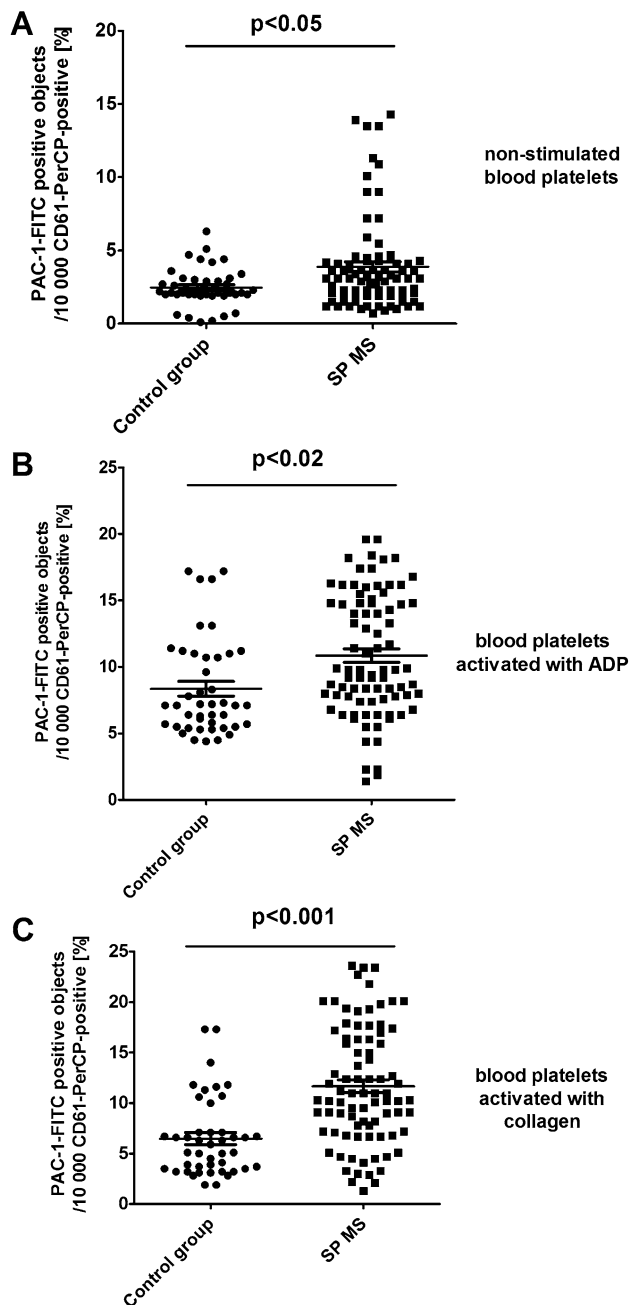 A
p<0.05
PAC-1-FITC positive objects
/10 000 CD61-PerCP-positive [%]
20
15
10
5
0
Control group
SP MS
non-stimulated
blood platelets
B
p<0.02
PAC-1-FITC positive objects
/10 000 CD61-PerCP-positive [%]
25
20
15
10
5
0
Control group
SP MS
blood platelets
activated with ADP
C
p<0.001
PAC-1-FITC positive objects
/10 000 CD61-PerCP-positive [%]
25
20
15
10
5
0
Control group
SP MS
blood platelets
activated with
collagen